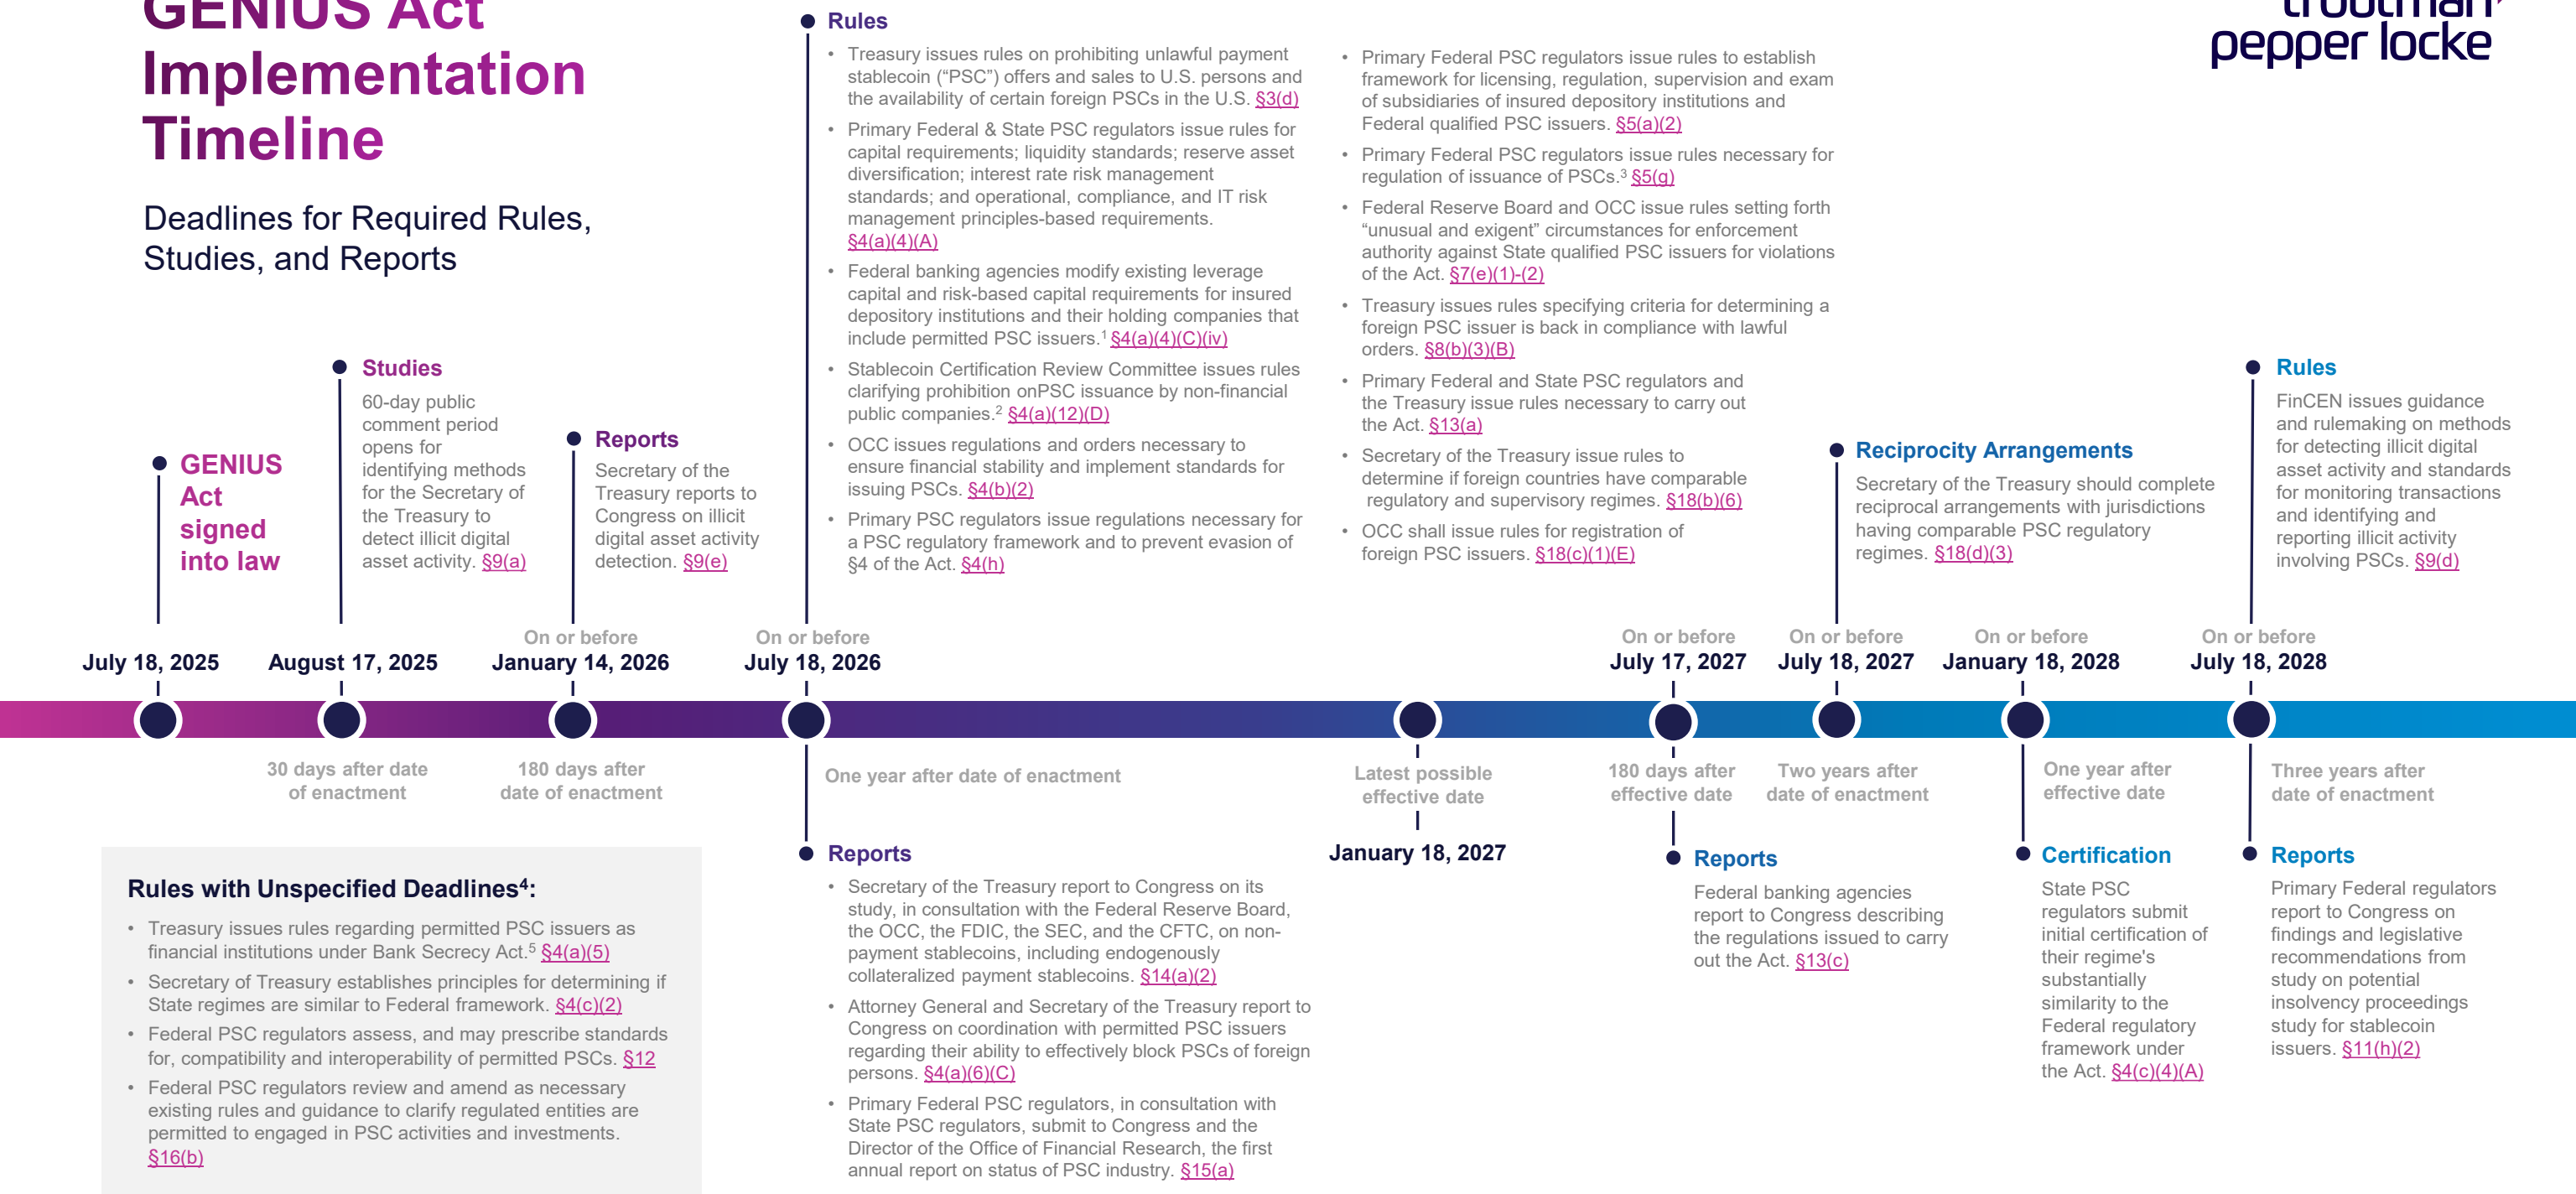 GENIUS Act
Implementation
Timeline
Deadlines for Required Rules,
Studies, and Reports
troutman
pepper locke
GENIUS
Act
signed
into law
Studies
60-day public
comment period
opens for
identifying methods
for the Secretary of
the Treasury to
detect illicit digital
asset activity. §9(a)
Reports
Secretary of the
Treasury reports to
Congress on illicit
digital asset activity
detection. §9(e)
Rules
• Treasury issues rules on prohibiting unlawful payment
stablecoin (“PSC”) offers and sales to U.S. persons and
the availability of certain foreign PSCs in the U.S. §3(d)
• Primary Federal & State PSC regulators issue rules for
capital requirements; liquidity standards; reserve asset
diversification; interest rate risk management
standards; and operational, compliance, and IT risk
management principles-based requirements.
§4(a)(4)(A)
• Federal banking agencies modify existing leverage
capital and risk-based capital requirements for insured
depository institutions and their holding companies that
include permitted PSC issuers.1 §4(a)(4)(C)(iv)
• Stablecoin Certification Review Committee issues rules
clarifying prohibition onPSC issuance by non-financial
public companies.2 §4(a)(12)(D)
• OCC issues regulations and orders necessary to
ensure financial stability and implement standards for
issuing PSCs. §4(b)(2)
• Primary PSC regulators issue regulations necessary for
a PSC regulatory framework and to prevent evasion of
§4 of the Act. §4(h)
• Primary Federal PSC regulators issue rules to establish
framework for licensing, regulation, supervision and exam
of subsidiaries of insured depository institutions and
Federal qualified PSC issuers. §5(a)(2)
• Primary Federal PSC regulators issue rules necessary for
regulation of issuance of PSCs.3 §5(g)
• Federal Reserve Board and OCC issue rules setting forth
“unusual and exigent” circumstances for enforcement
authority against State qualified PSC issuers for violations
of the Act. §7(e)(1)-(2)
• Treasury issues rules specifying criteria for determining a
foreign PSC issuer is back in compliance with lawful
orders. §8(b)(3)(B)
• Primary Federal and State PSC regulators and
the Treasury issue rules necessary to carry out
the Act. §13(a)
• Secretary of the Treasury issue rules to
determine if foreign countries have comparable
regulatory and supervisory regimes. §18(b)(6)
• OCC shall issue rules for registration of
foreign PSC issuers. §18(c)(1)(E)
Reciprocity Arrangements
Secretary of the Treasury should complete
reciprocal arrangements with jurisdictions
having comparable PSC regulatory
regimes. §18(d)(3)
Rules
FinCEN issues guidance
and rulemaking on methods
for detecting illicit digital
asset activity and standards
for monitoring transactions
and identifying and
reporting illicit activity
involving PSCs. §9(d)
July 18, 2025
August 17, 2025
On or before
January 14, 2026
On or before
July 18, 2026
On or before
July 17, 2027
On or before
July 18, 2027
On or before
January 18, 2028
On or before
July 18, 2028
30 days after date
of enactment
180 days after
date of enactment
One year after date of enactment
Latest possible
effective date
January 18, 2027
180 days after
effective date
Two years after
date of enactment
One year after
effective date
Three years after
date of enactment
Rules with Unspecified Deadlines4:
• Treasury issues rules regarding permitted PSC issuers as
financial institutions under Bank Secrecy Act.5 §4(a)(5)
• Secretary of Treasury establishes principles for determining if
State regimes are similar to Federal framework. §4(c)(2)
• Federal PSC regulators assess, and may prescribe standards
for, compatibility and interoperability of permitted PSCs. §12
• Federal PSC regulators review and amend as necessary
existing rules and guidance to clarify regulated entities are
permitted to engaged in PSC activities and investments.
§16(b)
Reports
• Secretary of the Treasury report to Congress on its
study, in consultation with the Federal Reserve Board,
the OCC, the FDIC, the SEC, and the CFTC, on non-
payment stablecoins, including endogenously
collateralized payment stablecoins. §14(a)(2)
• Attorney General and Secretary of the Treasury report to
Congress on coordination with permitted PSC issuers
regarding their ability to effectively block PSCs of foreign
persons. §4(a)(6)(C)
• Primary Federal PSC regulators, in consultation with
State PSC regulators, submit to Congress and the
Director of the Office of Financial Research, the first
annual report on status of PSC industry. §15(a)
Reports
Federal banking agencies
report to Congress describing
the regulations issued to carry
out the Act. §13(c)
Certification
State PSC
regulators submit
initial certification of
their regime's
substantially
similarity to the
Federal regulatory
framework under
the Act. §4(c)(4)(A)
Reports
Primary Federal regulators
report to Congress on
findings and legislative
recommendations from
study on potential
insolvency proceedings
study for stablecoin
issuers. §11(h)(2)